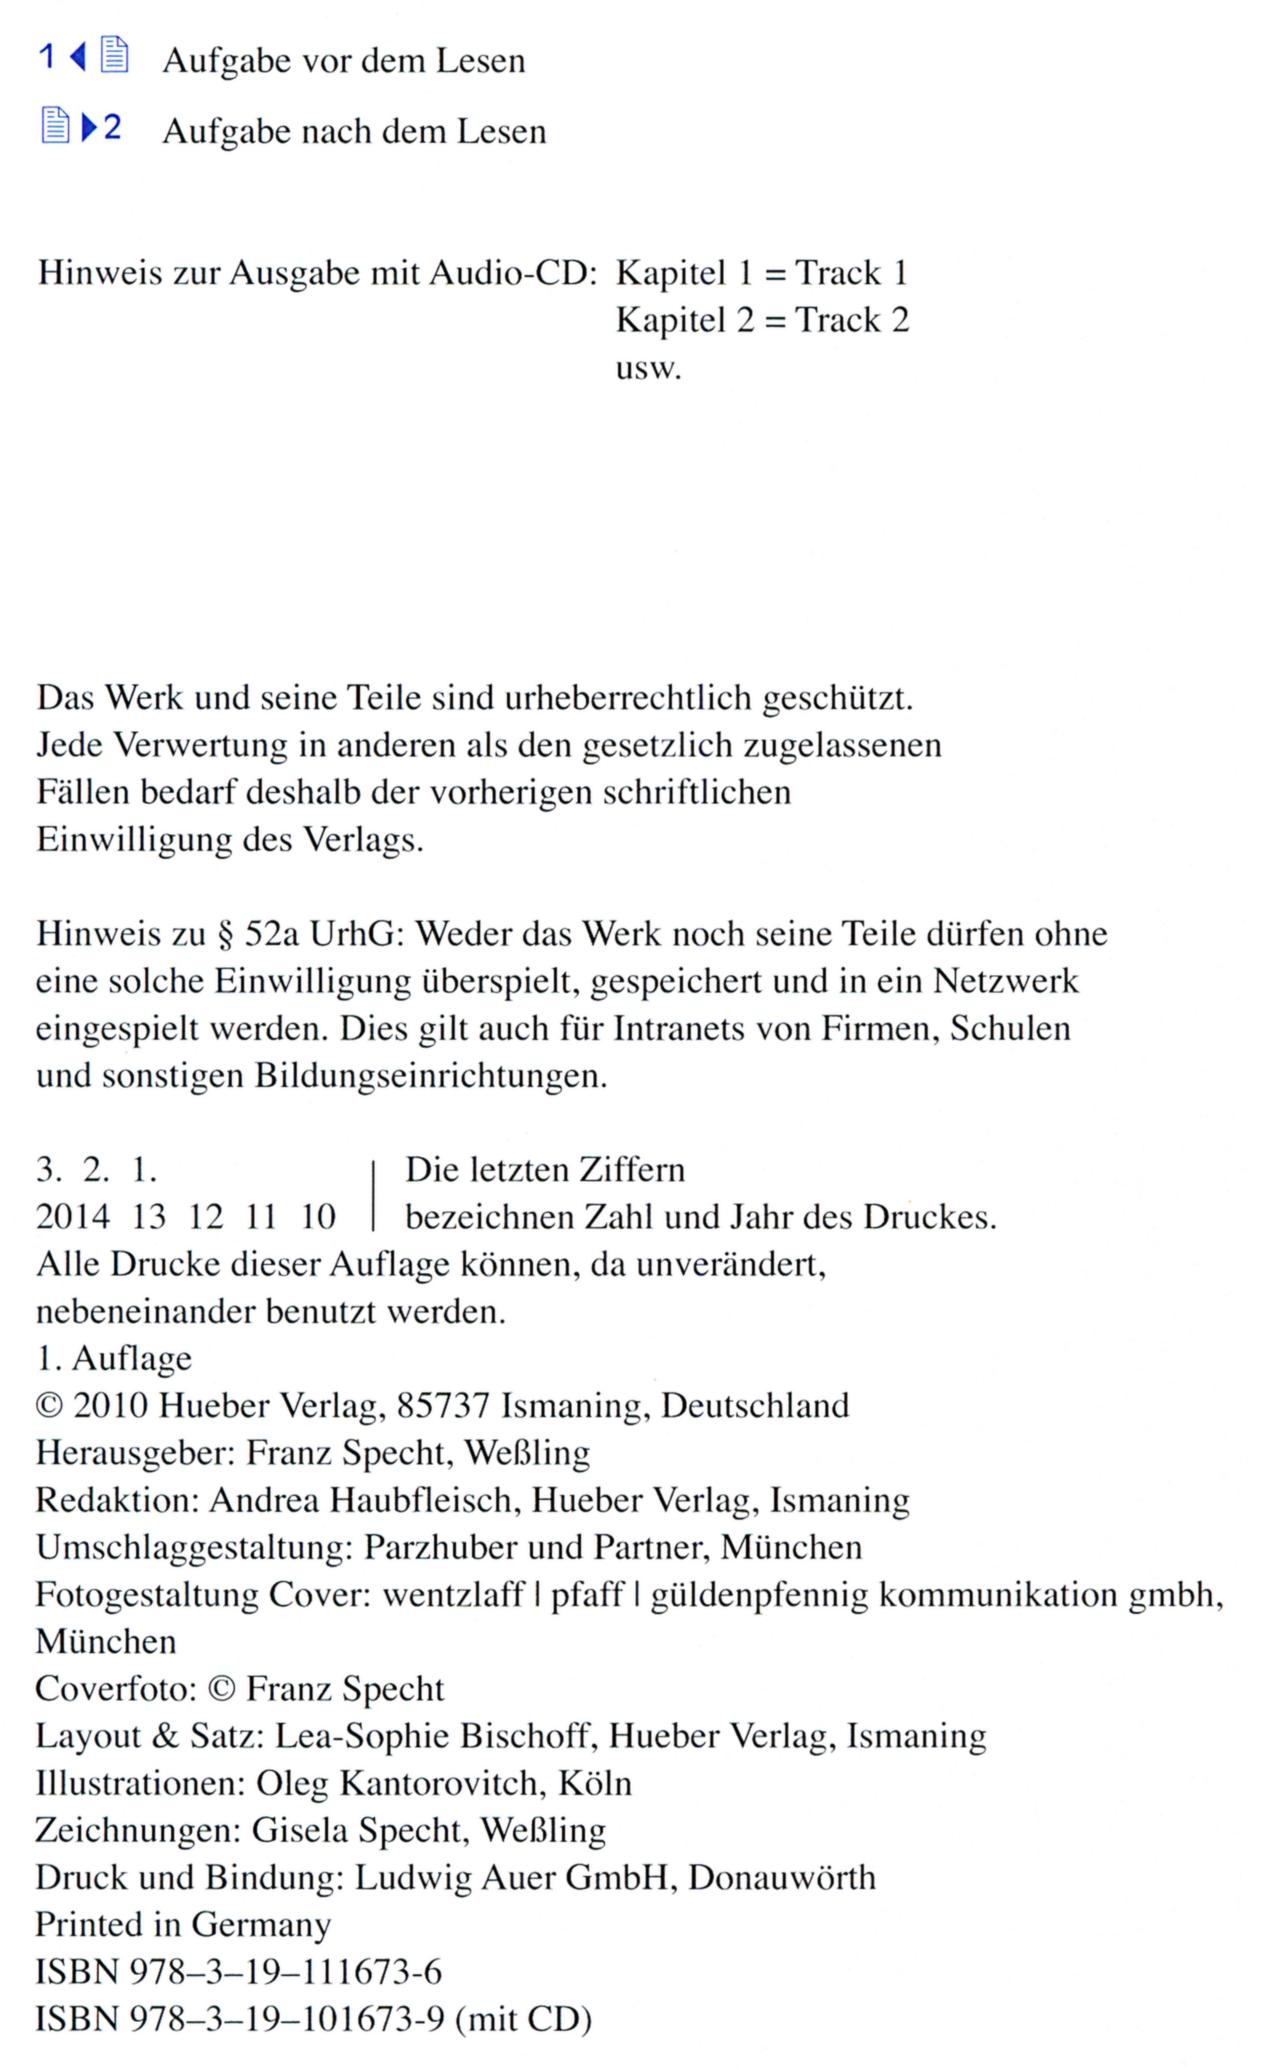 1 Aufgabe vor dem Lesen
2 Aufgabe nach dem Lesen
Hinweis zur Ausgabe mit Audio-CD: Kapitel 1 = Track 1
Kapitel 2 = Track 2
usw.
Das Werk und seine Teile sind urheberrechtlich geschützt.
Jede Verwertung in anderen als den gesetzlich zugelassenen
Fällen bedarf deshalb der vorherigen schriftlichen
Einwilligung des Verlags.
Hinweis zu § 52a UrhG: Weder das Werk noch seine Teile dürfen ohne
eine solche Einwilligung überspielt, gespeichert und in ein Netzwerk
eingespielt werden. Dies gilt auch für Intranets von Firmen, Schulen
und sonstigen Bildungseinrichtungen.
3. 2. 1. | Die letzten Ziffern
2014 13 12 11 10 | bezeichnen Zahl und Jahr des Druckes.
Alle Drucke dieser Auflage können, da unverändert,
nebeneinander benutzt werden.
1. Auflage
© 2010 Hueber Verlag, 85737 Ismaning, Deutschland
Herausgeber: Franz Specht, Weßling
Redaktion: Andrea Haubfleisch, Hueber Verlag, Ismaning
Umschlaggestaltung: Parzhuber und Partner, München
Fotogestaltung Cover: wentzlaff | pfaff | güldenpfennig kommunikation gmbh,
München
Coverfoto: © Franz Specht
Layout & Satz: Lea-Sophie Bischoff, Hueber Verlag, Ismaning
Illustrationen: Oleg Kantorovitch, Köln
Zeichnungen: Gisela Specht, Weßling
Druck und Bindung: Ludwig Auer GmbH, Donauwörth
Printed in Germany
ISBN 978–3–19–111673-6
ISBN 978–3–19–101673-9 (mit CD)